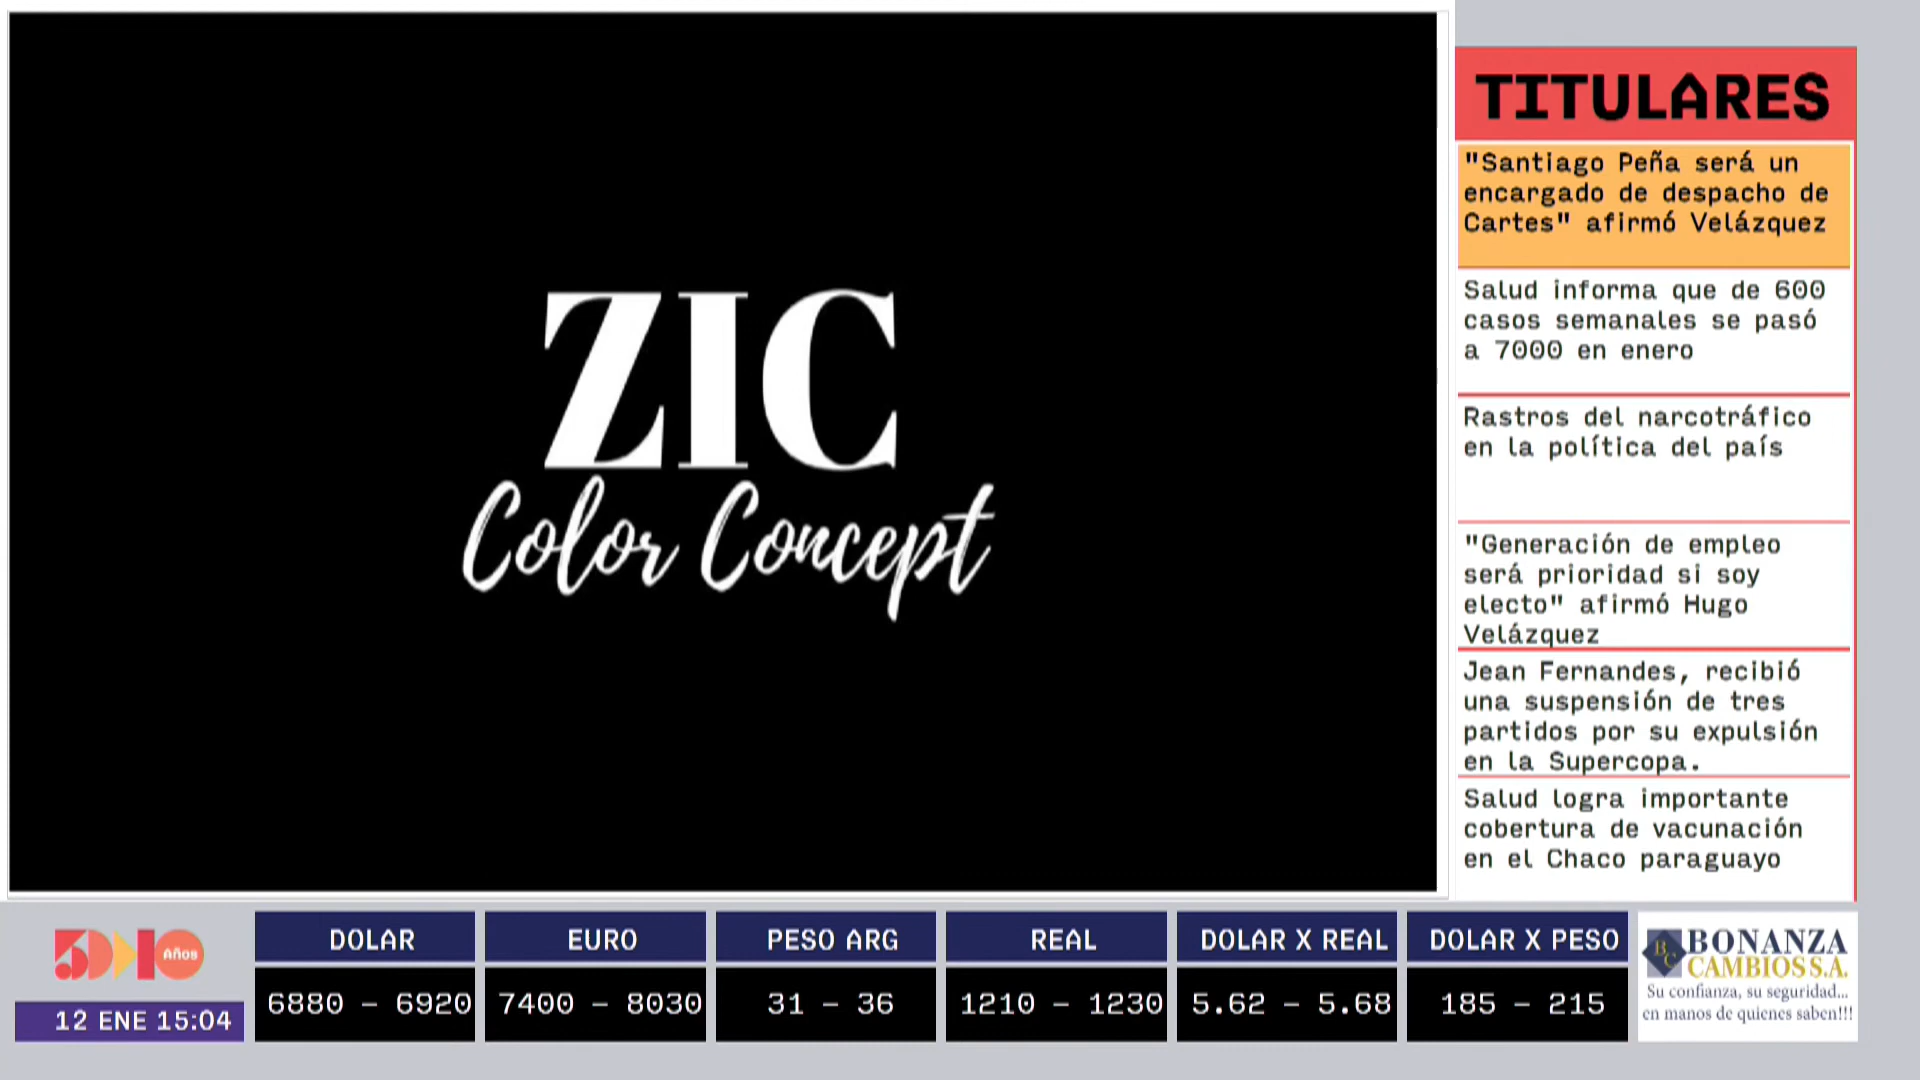 ZIC
Color Concept
TITULARES
"Santiago Peña será un
encargado de despacho de
Cartes" afirmó Velázquez
Salud informa que de 600
casos semanales se pasó
a 7000 en enero
Rastros del narcotráfico
en la política del país
"Generación de empleo
será prioridad si soy
electo" afirmó Hugo
Velázquez
Jean Fernandes, recibió
una suspensión de tres
partidos por su expulsión
en la Supercopa.
Salud logra importante
cobertura de vacunación
en el Chaco paraguayo
Años
12 ENE 15:04
DOLAR
6880 - 6920
EURO
7400 - 8030
PESO ARG
31 - 36
REAL
1210 - 1230
DOLAR X REAL
5.62 - 5.68
DOLAR X PESO
185 - 215
BC
BONANZA
CAMBIOS S.A.
Su confianza, su seguridad...
en manos de quienes saben!!!